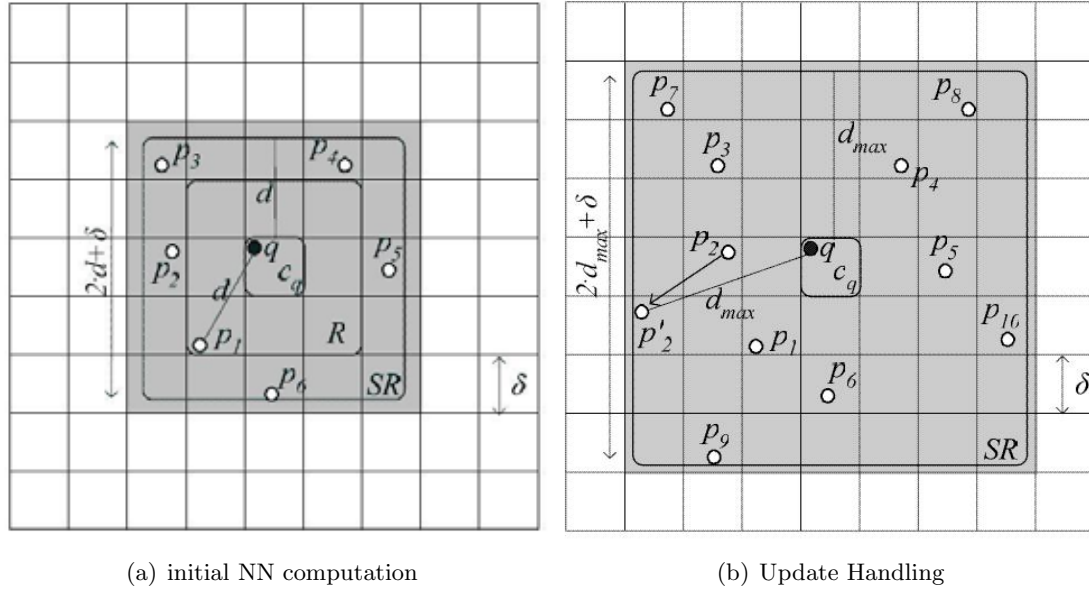 p3
p4
d
2·d+δ
q
p5
p2
cq
d
p1
R
δ
p6
SR
(a) initial NN computation
p7
p8
p3
dmax
p4
2·dmax+δ
p2
q
p5
cq
dmax
p'2
p10
p1
δ
p6
p9
SR
(b) Update Handling